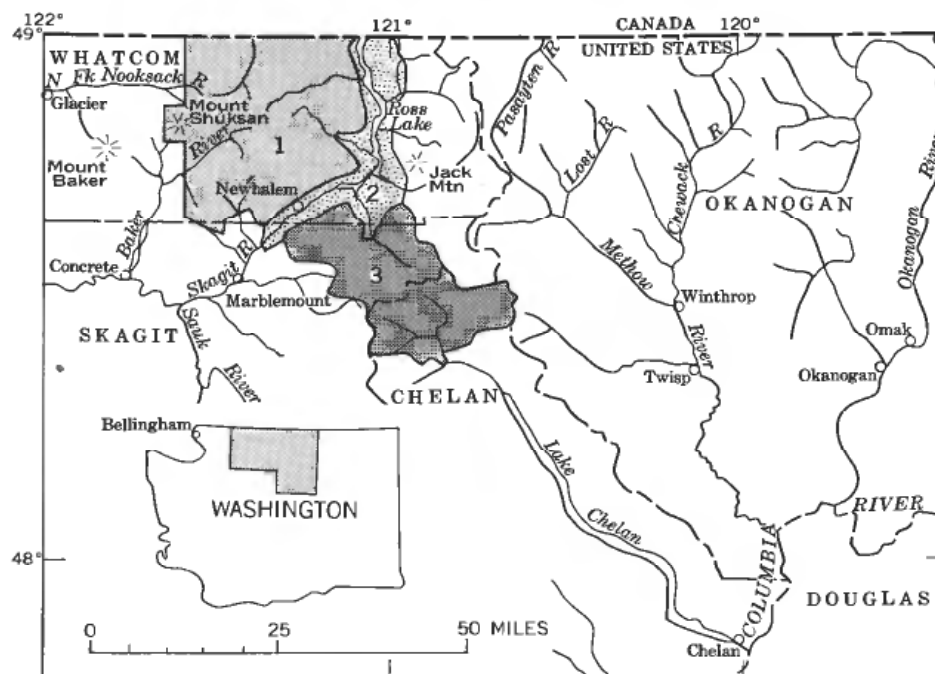 122°
121°
120°
49°
CANADA
UNITED STATES
WHATCOM
N Fk Nooksack R
Glacier
Mount
Shuksan
River
1
Ross
Lake
Pasayten R
Lost R
Chewack R
Okanogan River
Mount
Baker
Newhalem
2
Jack
Mtn
OKANOGAN
Baker
Concrete
Skagit R
3
Methow
River
Marblemount
Winthrop
SKAGIT
Sauk
River
Omak
Twisp
Okanogan
CHELAN
Bellingham
Lake
Chelan
WASHINGTON
RIVER
48°
COLUMBIA
DOUGLAS
0 25 50 MILES
Chelan